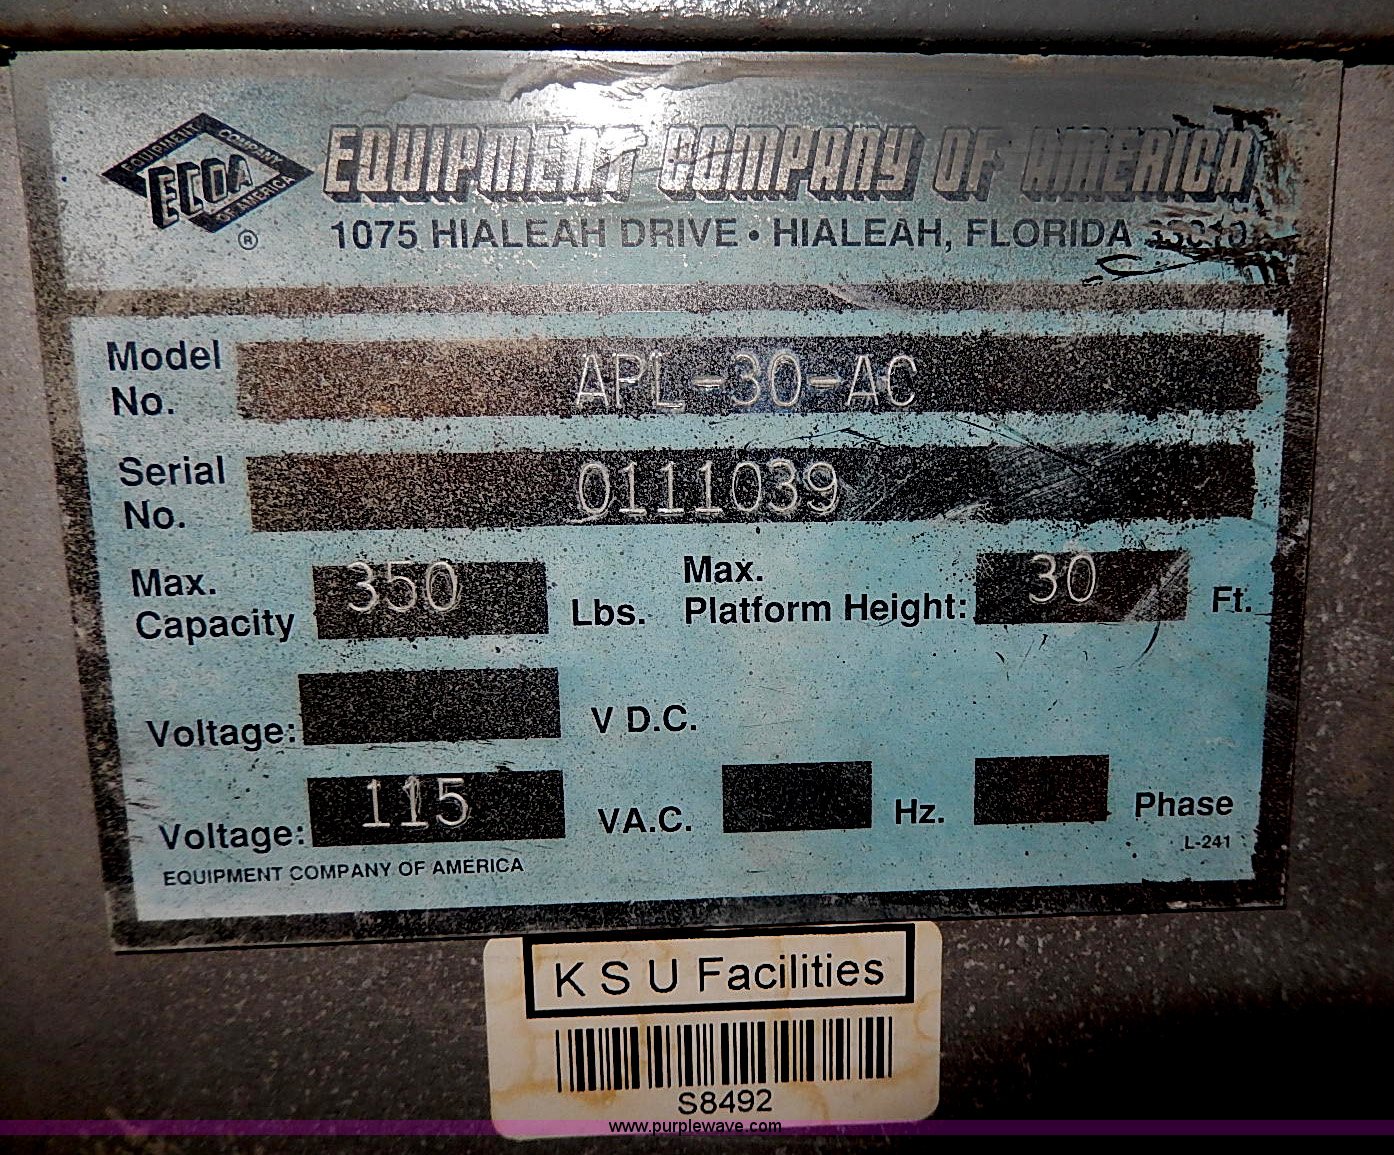 EQUIPMENT COMPANY OF AMERICA
ECOA
®
EQUIPMENT COMPANY OF AMERICA
1075 HIALEAH DRIVE • HIALEAH, FLORIDA
Model No. APL-30-AC
Serial No. 0111039
Max. Capacity 350 Lbs. Max. Platform Height: 30 Ft.
Voltage: V D.C.
Voltage: 115 V A.C. Hz. Phase
L-241
EQUIPMENT COMPANY OF AMERICA
K S U Facilities
S8492
www.purplewave.com